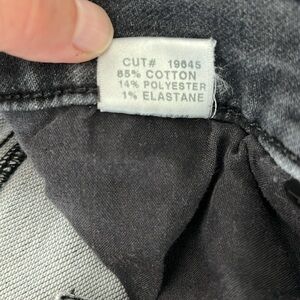 CUT# 19645
85% COTTON
14% POLYESTER
1% ELASTANE